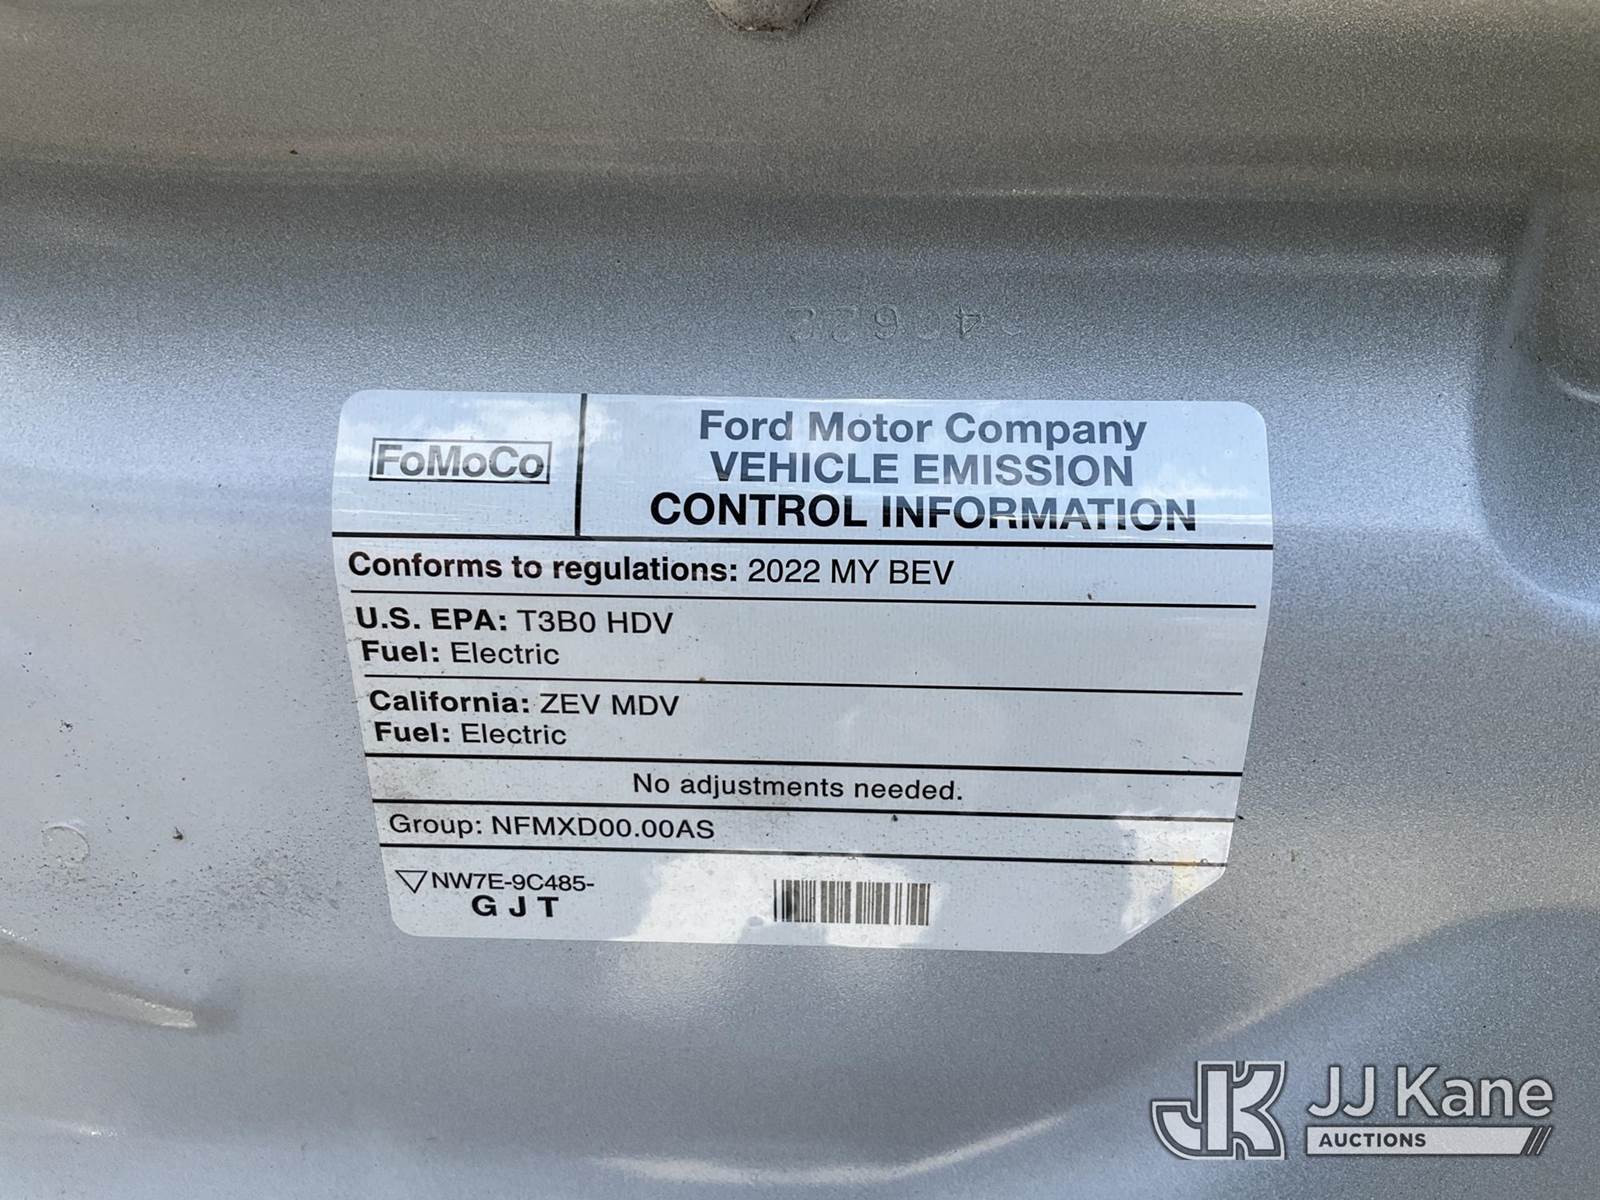 FoMoCo
Ford Motor Company
VEHICLE EMISSION
CONTROL INFORMATION
Conforms to regulations: 2022 MY BEV
U.S. EPA: T3B0 HDV
Fuel: Electric
California: ZEV MDV
Fuel: Electric
No adjustments needed.
Group: NFMXD00.00AS
NW7E-9C485-
G J T
JK JJ Kane
AUCTIONS